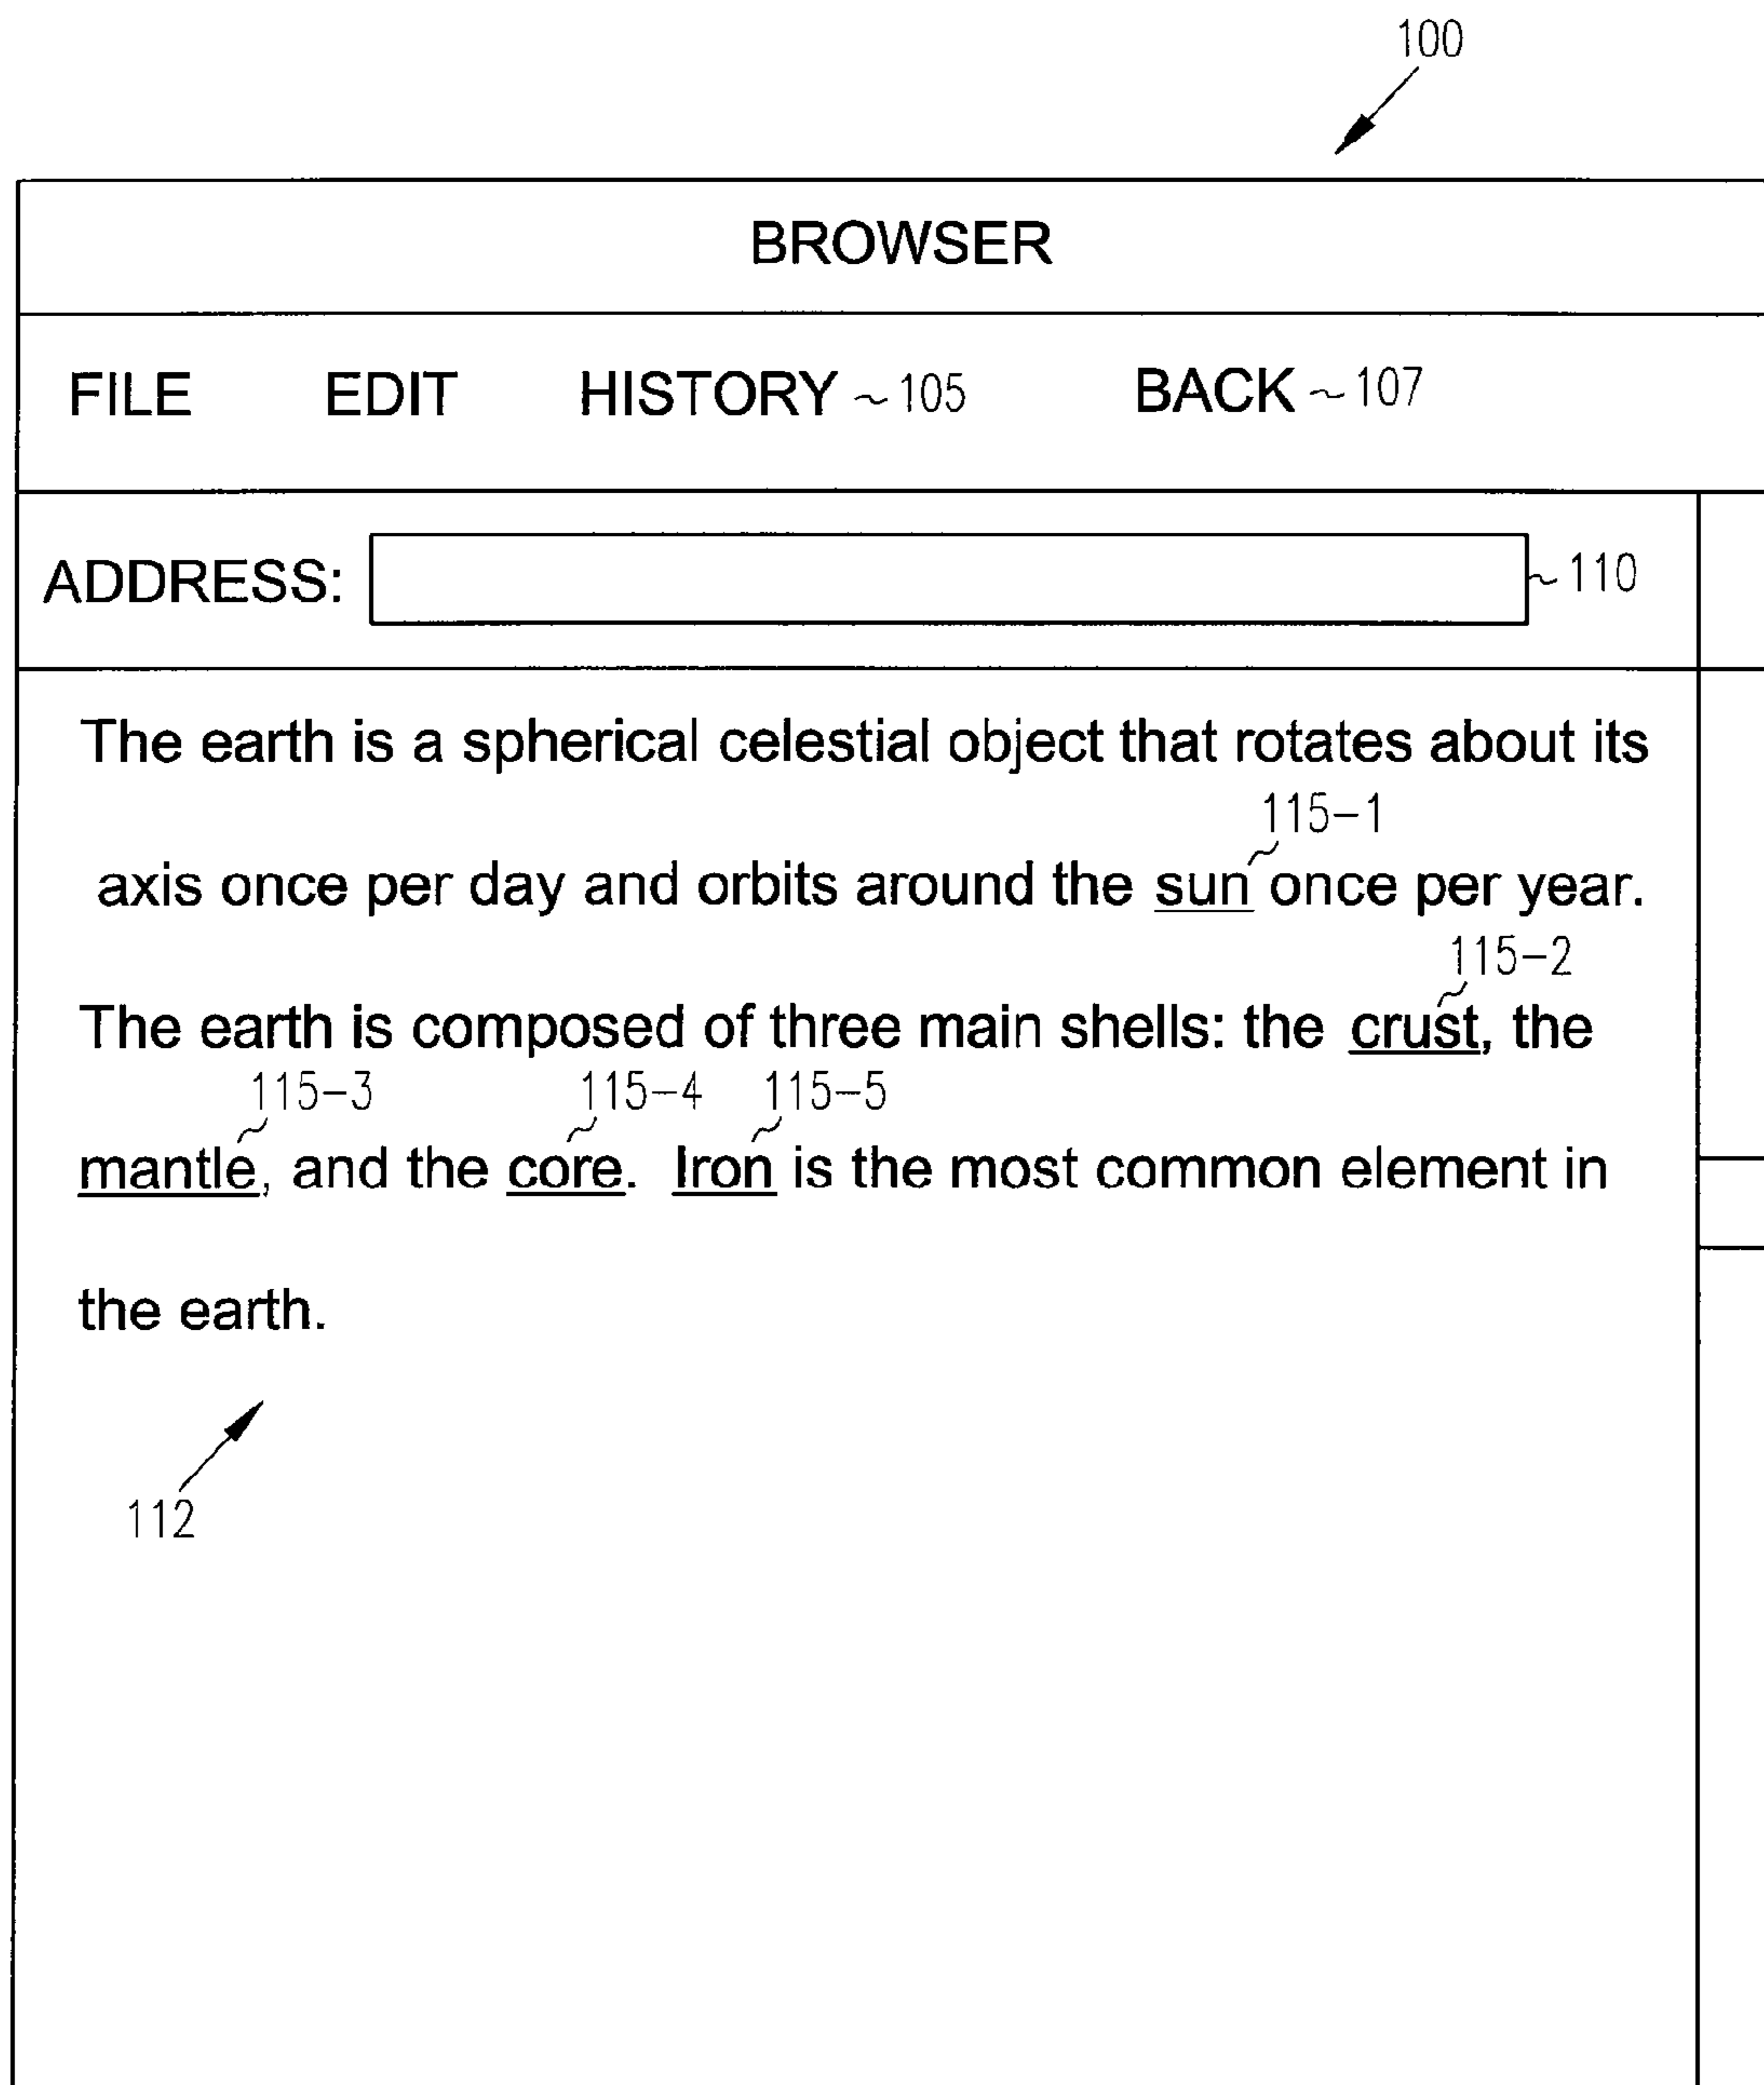 100
BROWSER
FILE EDIT HISTORY ~105 BACK ~107
ADDRESS: ~110
The earth is a spherical celestial object that rotates about its
115-1
axis once per day and orbits around the sun once per year.
115-2
The earth is composed of three main shells: the crust, the
115-3 115-4 115-5
mantle, and the core. Iron is the most common element in
the earth.
112